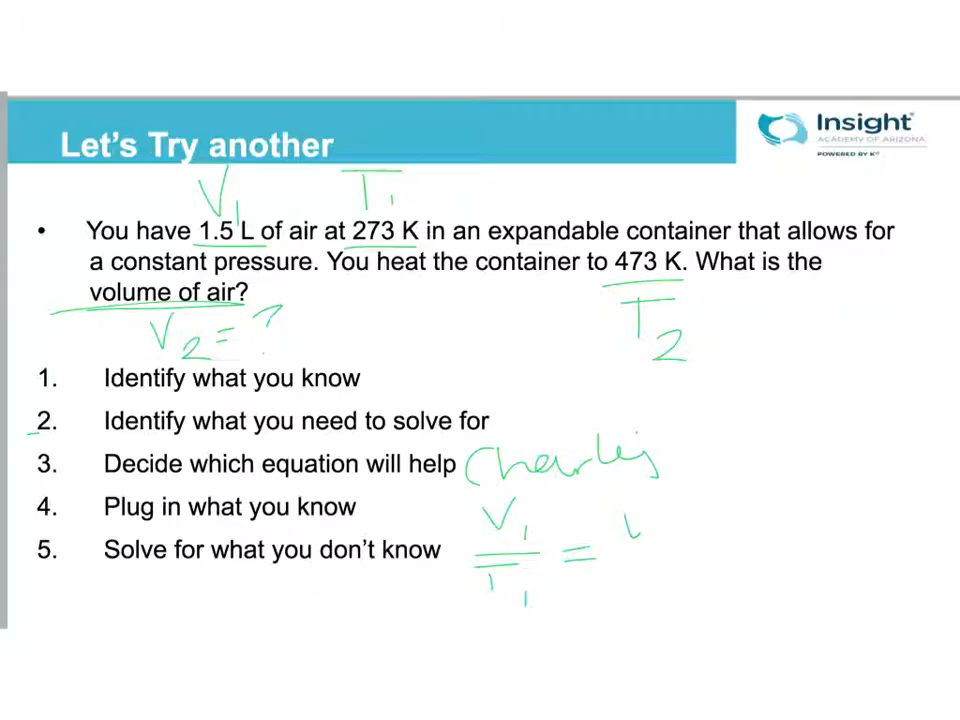 Let's Try another
Insight
ACADEMY OF ARIZONA
POWERED BY K12
V1 T1
• You have 1.5 L of air at 273 K in an expandable container that allows for
a constant pressure. You heat the container to 473 K. What is the
volume of air?
V2 = ? T2
1. Identify what you know
2. Identify what you need to solve for
3. Decide which equation will help Charles
4. Plug in what you know
V1
5. Solve for what you don't know =
T1